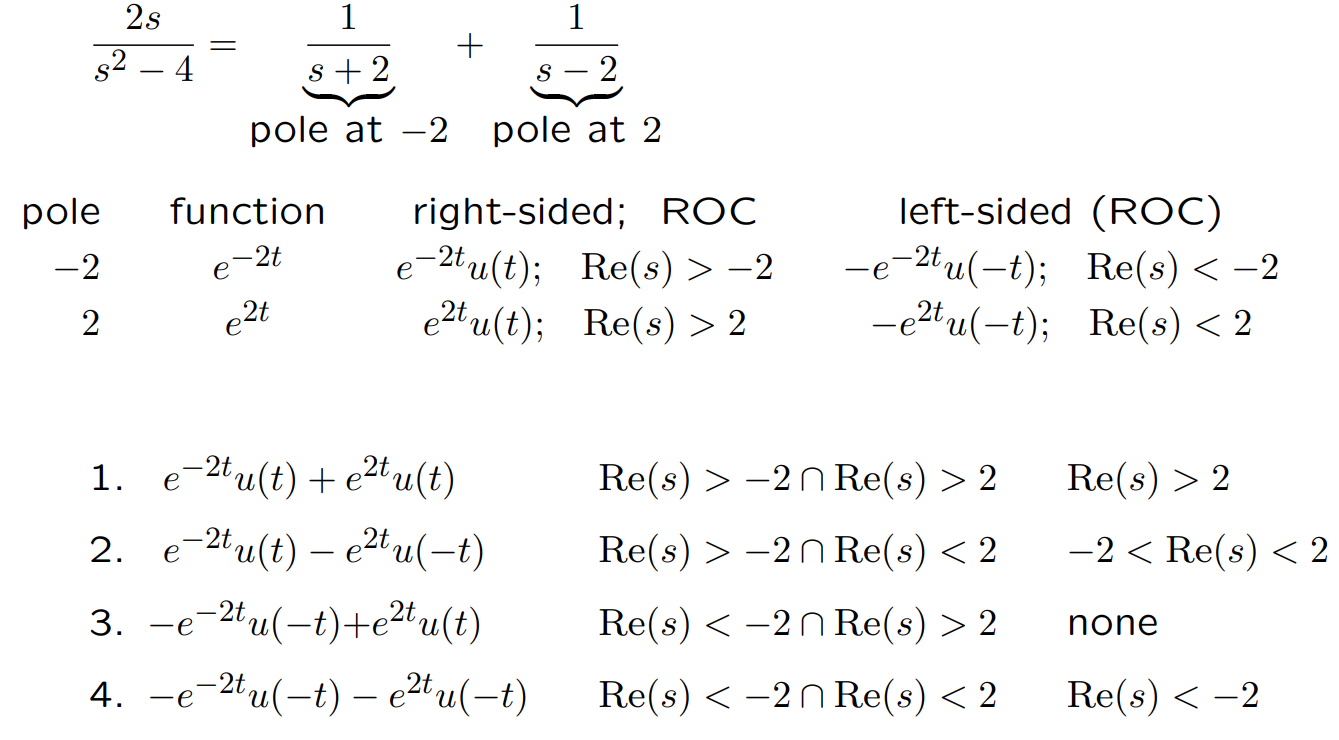 2s/(s² − 4) = 1/(s + 2) + 1/(s − 2)
pole at −2 pole at 2
pole function right-sided; ROC left-sided (ROC)
−2 e^{−2t} e^{−2t}u(t); Re(s) > −2 −e^{−2t}u(−t); Re(s) < −2
2 e^{2t} e^{2t}u(t); Re(s) > 2 −e^{2t}u(−t); Re(s) < 2
1. e^{−2t}u(t) + e^{2t}u(t) Re(s) > −2 ∩ Re(s) > 2 Re(s) > 2
2. e^{−2t}u(t) − e^{2t}u(−t) Re(s) > −2 ∩ Re(s) < 2 −2 < Re(s) < 2
3. −e^{−2t}u(−t)+e^{2t}u(t) Re(s) < −2 ∩ Re(s) > 2 none
4. −e^{−2t}u(−t) − e^{2t}u(−t) Re(s) < −2 ∩ Re(s) < 2 Re(s) < −2